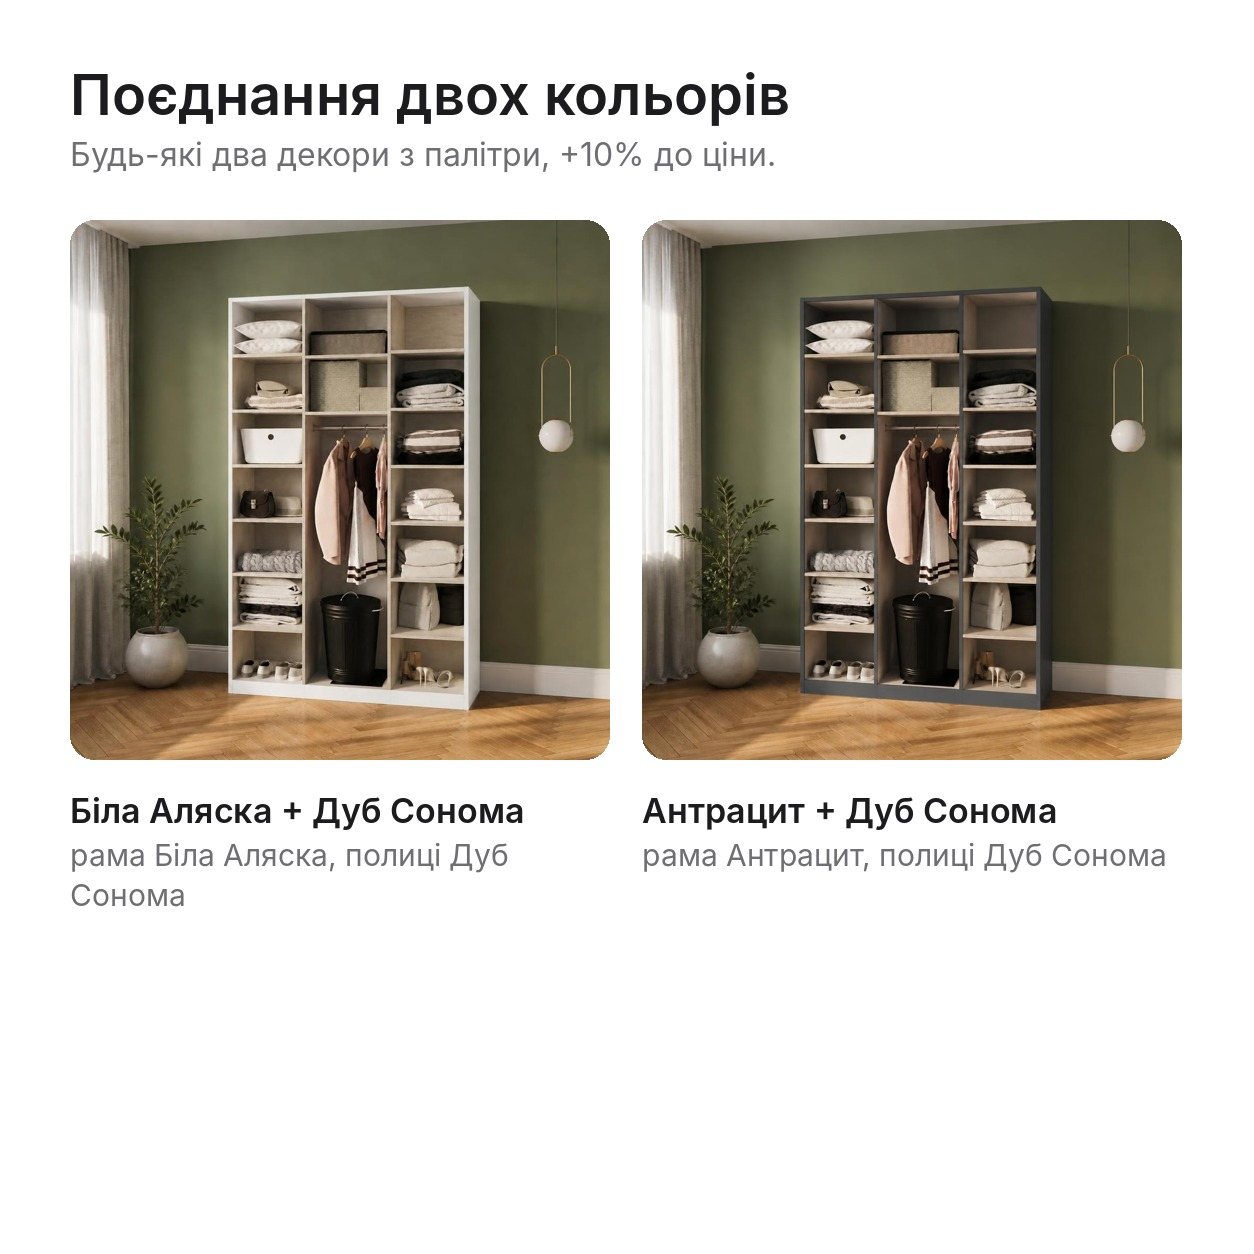 Поєднання двох кольорів
Будь-які два декори з палітри, +10% до ціни.
Біла Аляска + Дуб Сонома
рама Біла Аляска, полиці Дуб
Сонома
Антрацит + Дуб Сонома
рама Антрацит, полиці Дуб Сонома